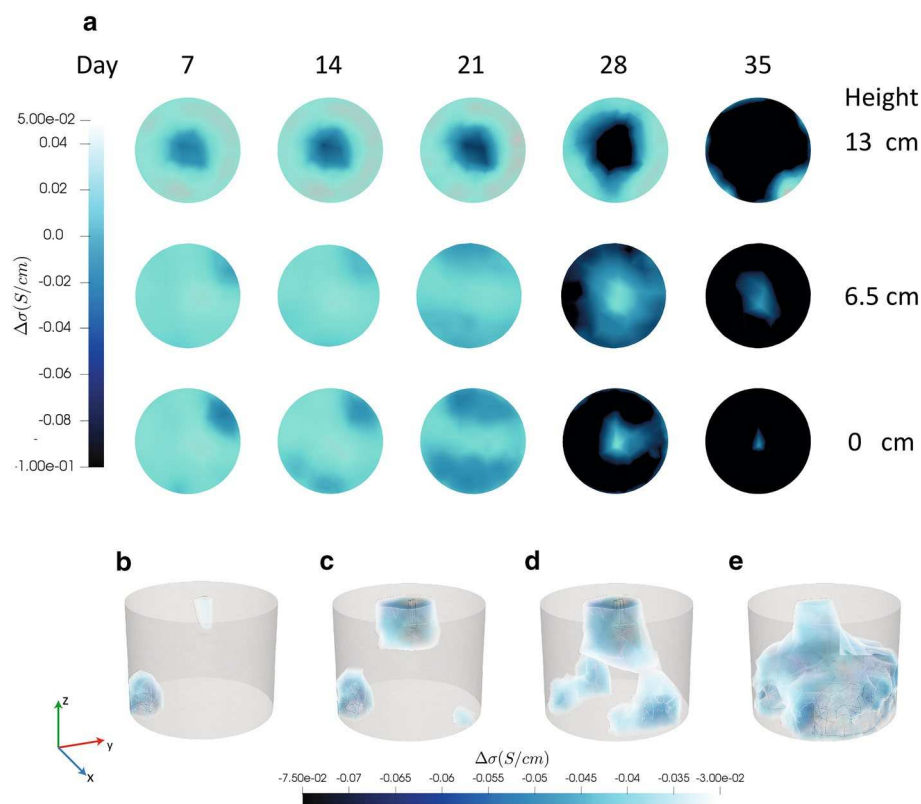 a
Day 7 14 21 28 35
Height
13 cm
6.5 cm
0 cm
5.00e-02
0.04
0.02
0.0
-0.02
-0.04
-0.06
-0.08
-1.00e-01
Δσ(S/cm)
b c d e
z
y
x
Δσ(S/cm)
-7.50e-02 -0.07 -0.065 -0.06 -0.055 -0.05 -0.045 -0.04 -0.035 -3.00e-02